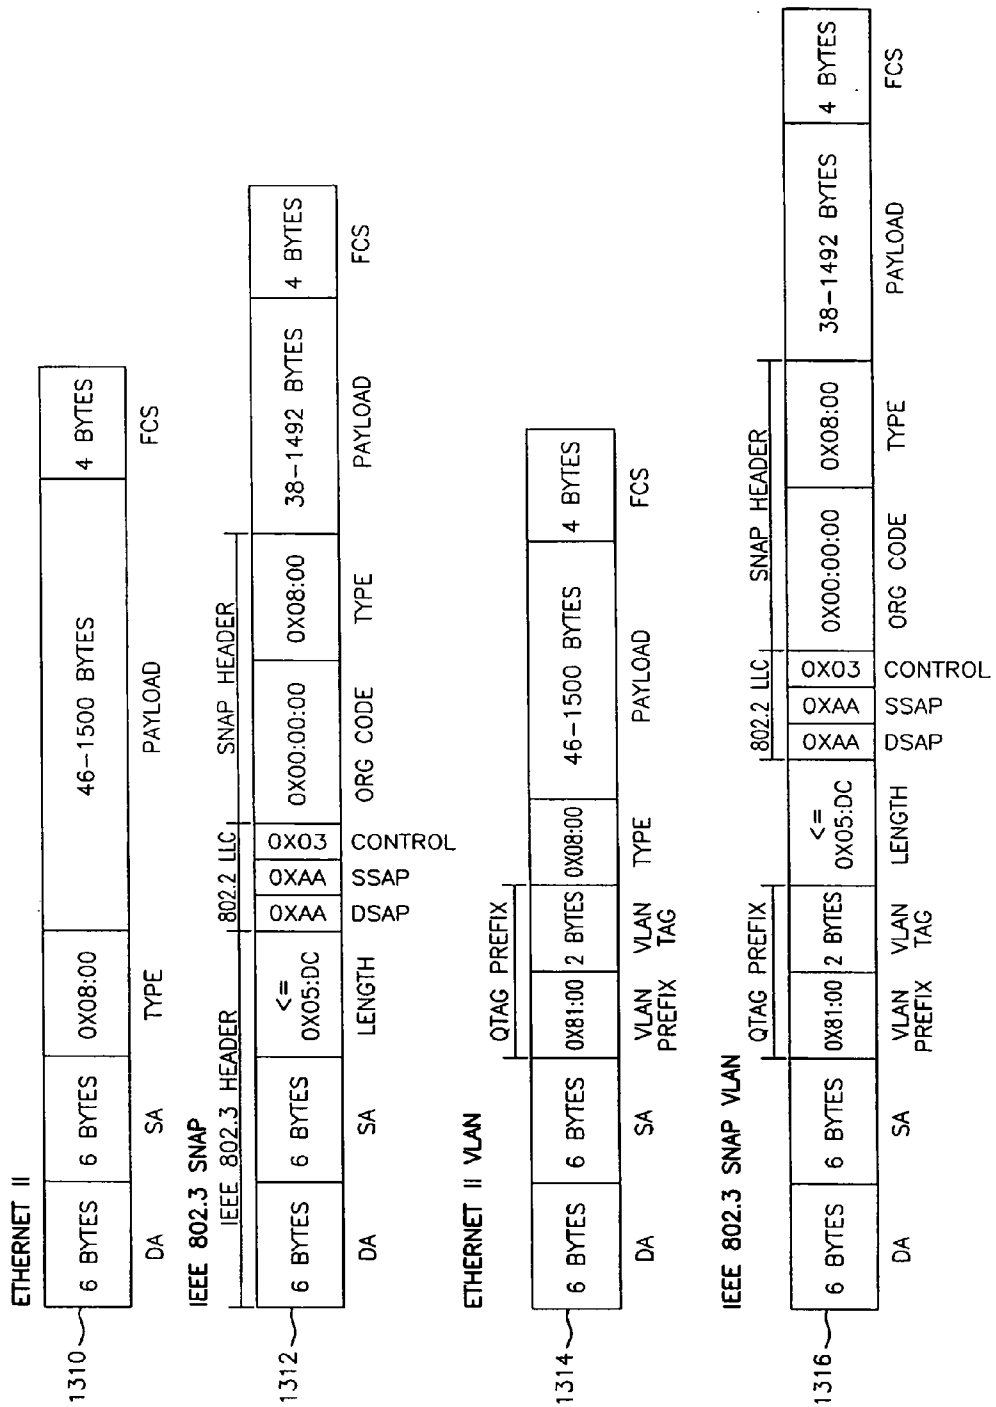 ETHERNET II
1310
6 BYTES 6 BYTES 0X08:00 46-1500 BYTES 4 BYTES
DA SA TYPE PAYLOAD FCS
IEEE 802.3 SNAP
IEEE 802.3 HEADER 802.2 LLC SNAP HEADER
1312
6 BYTES 6 BYTES <= 0X05:DC 0XAA 0XAA 0X03 0X00:00:00 0X08:00 38-1492 BYTES 4 BYTES
DA SA LENGTH DSAP SSAP CONTROL ORG CODE TYPE PAYLOAD FCS
ETHERNET II VLAN
QTAG PREFIX
1314
6 BYTES 6 BYTES 0X81:00 2 BYTES 0X08:00 46-1500 BYTES 4 BYTES
DA SA VLAN PREFIX VLAN TAG TYPE PAYLOAD FCS
IEEE 802.3 SNAP VLAN
QTAG PREFIX 802.2 LLC SNAP HEADER
1316
6 BYTES 6 BYTES 0X81:00 2 BYTES <= 0X05:DC 0XAA 0XAA 0X03 0X00:00:00 0X08:00 38-1492 BYTES 4 BYTES
DA SA VLAN PREFIX VLAN TAG LENGTH DSAP SSAP CONTROL ORG CODE TYPE PAYLOAD FCS